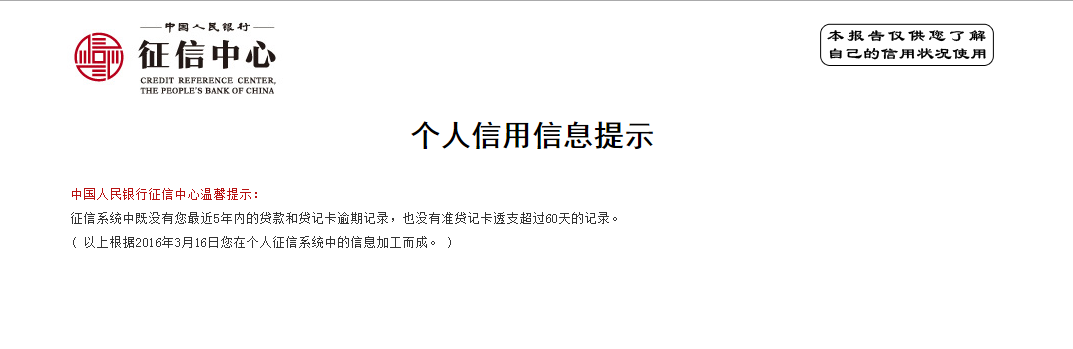 中国人民银行
征信中心
CREDIT REFERENCE CENTER,
THE PEOPLE'S BANK OF CHINA
本报告仅供您了解
自己的信用状况使用
个人信用信息提示
中国人民银行征信中心温馨提示：
征信系统中既没有您最近5年内的贷款和贷记卡逾期记录，也没有准贷记卡透支超过60天的记录。
( 以上根据2016年3月16日您在个人征信系统中的信息加工而成。 )